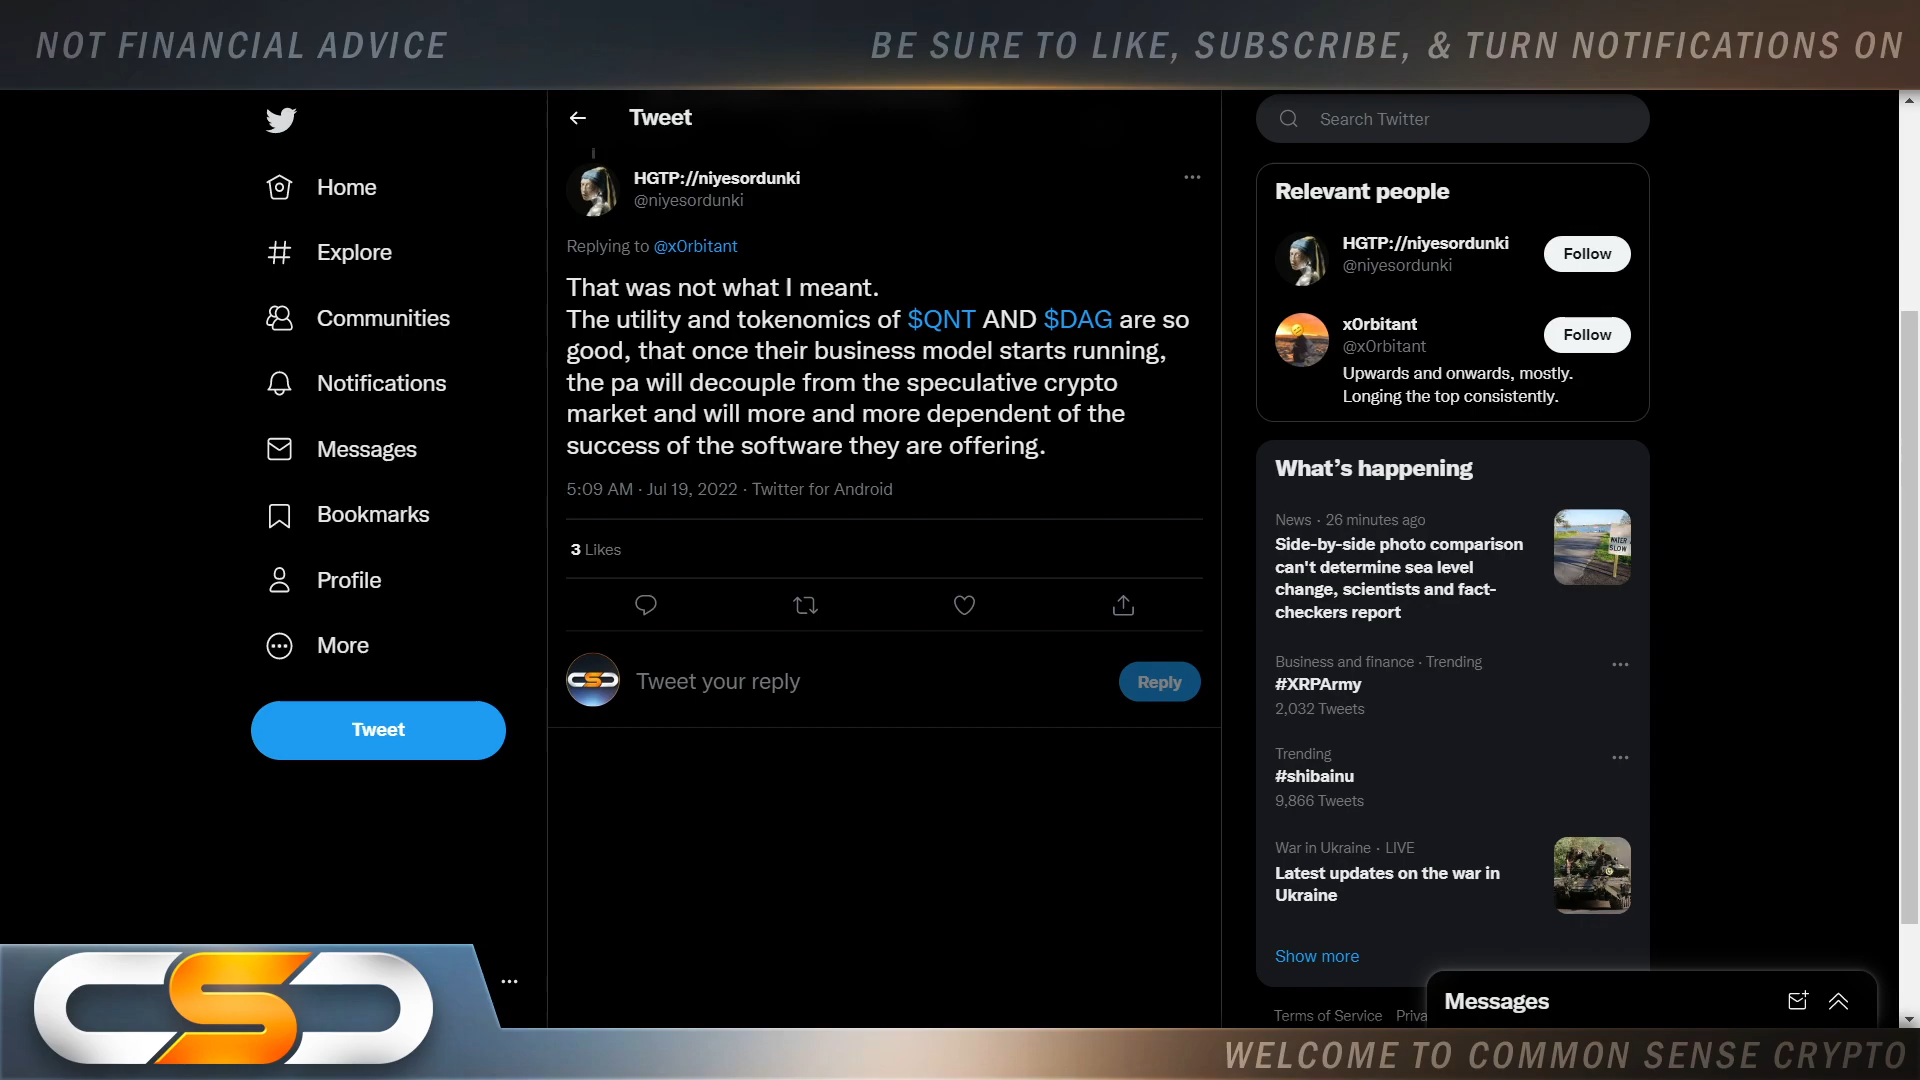 NOT FINANCIAL ADVICE
BE SURE TO LIKE, SUBSCRIBE, & TURN NOTIFICATIONS ON
Home
Explore
Communities
Notifications
Messages
Bookmarks
Profile
More
Tweet
Tweet
HGTP://niyesordunki
@niyesordunki
Replying to @x0rbitant
That was not what I meant.
The utility and tokenomics of $QNT AND $DAG are so
good, that once their business model starts running,
the pa will decouple from the speculative crypto
market and will more and more dependent of the
success of the software they are offering.
5:09 AM · Jul 19, 2022 · Twitter for Android
3 Likes
Tweet your reply
Reply
Search Twitter
Relevant people
HGTP://niyesordunki
@niyesordunki
Follow
x0rbitant
@x0rbitant
Follow
Upwards and onwards, mostly.
Longing the top consistently.
What's happening
News · 26 minutes ago
Side-by-side photo comparison
can't determine sea level
change, scientists and fact-
checkers report
WATER
SLOW
Business and finance · Trending
#XRPArmy
2,032 Tweets
Trending
#shibainu
9,866 Tweets
War in Ukraine · LIVE
Latest updates on the war in
Ukraine
Show more
Terms of Service Priva
Messages
CSC
WELCOME TO COMMON SENSE CRYPTO